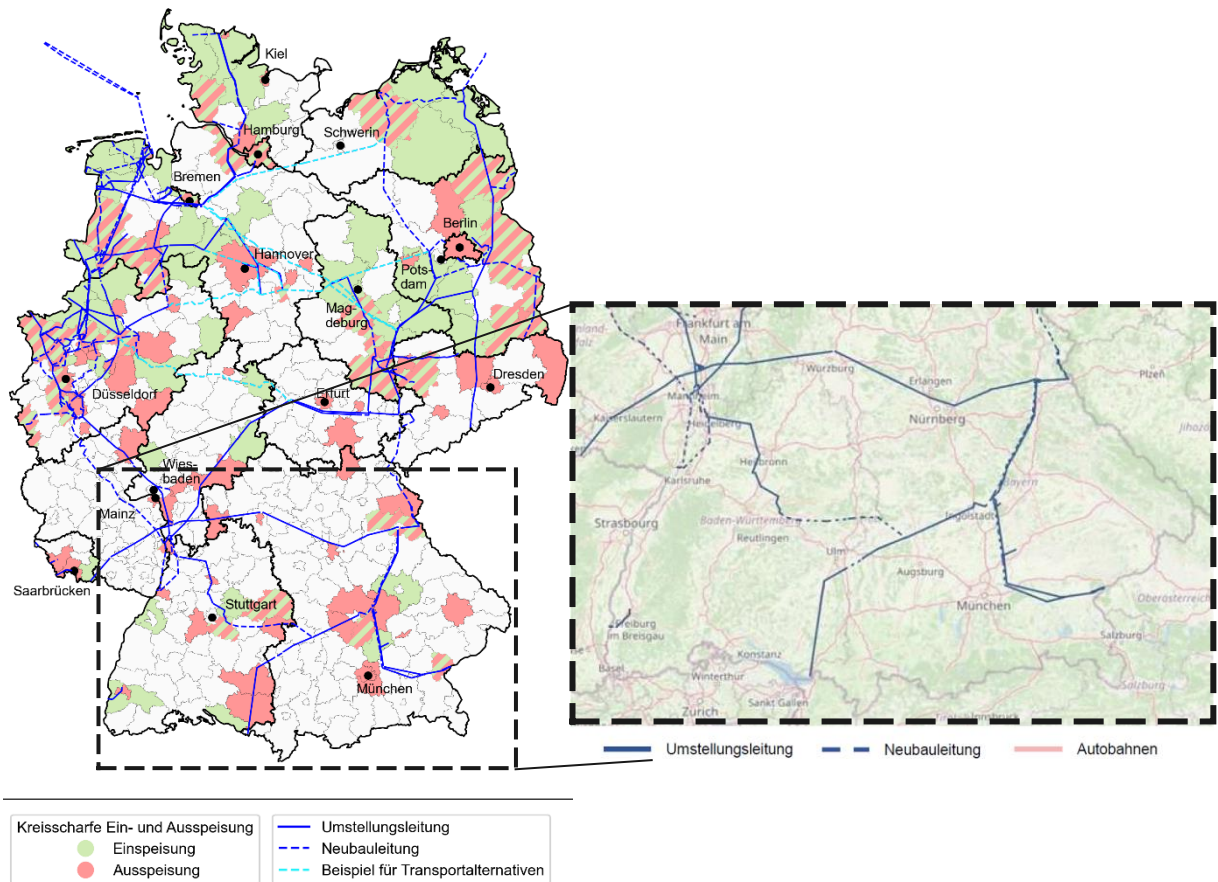 Kiel
Hamburg
Schwerin
Bremen
Berlin
Hannover
Pots-
dam
Mag-
deburg
Düsseldorf
Erfurt
Dresden
Wies-
baden
Mainz
Saarbrücken
Stuttgart
München
Frankfurt am
Main
Würzburg
Erlangen
Plzeň
Mannheim
Kaiserslautern
Heidelberg
Nürnberg
Heilbronn
Karlsruhe
Bayern
Strasbourg
Baden-Württemberg
Ingolstadt
Reutlingen
Ulm
Augsburg
München
Oberösterreich
Freiburg
im Breisgau
Salzburg
Konstanz
Basel
Winterthur
Salzburg
Zürich
Sankt Gallen
Innsbruck
Umstellungsleitung
Neubauleitung
Autobahnen
Kreisscharfe Ein- und Ausspeisung
Einspeisung
Ausspeisung
Umstellungsleitung
Neubauleitung
Beispiel für Transportalternativen